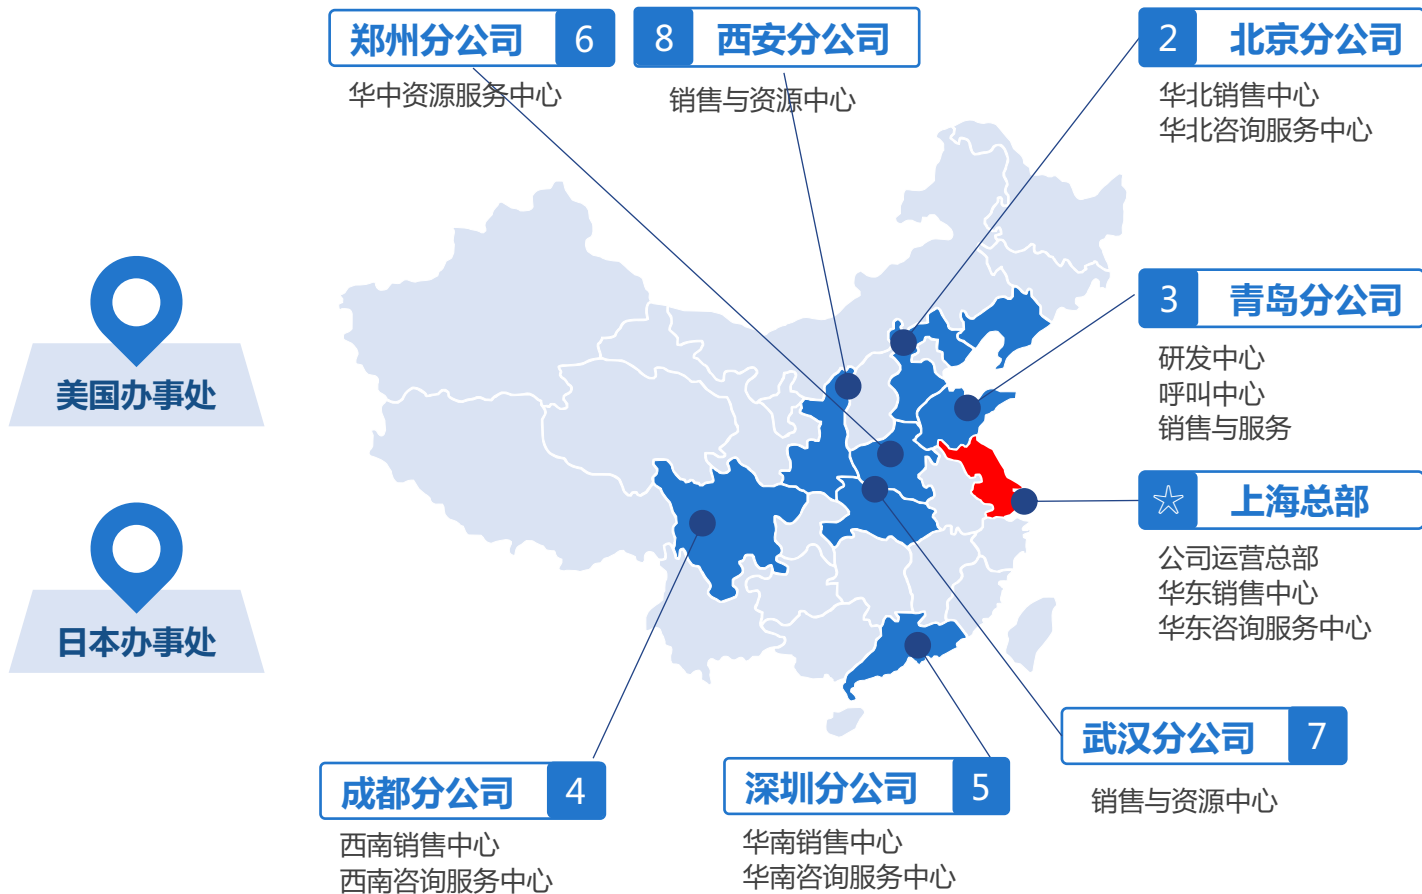 郑州分公司 6
华中资源服务中心
8 西安分公司
销售与资源中心
2 北京分公司
华北销售中心
华北咨询服务中心
3 青岛分公司
研发中心
呼叫中心
销售与服务
上海总部
公司运营总部
华东销售中心
华东咨询服务中心
美国办事处
日本办事处
武汉分公司 7
销售与资源中心
成都分公司 4
西南销售中心
西南咨询服务中心
深圳分公司 5
华南销售中心
华南咨询服务中心